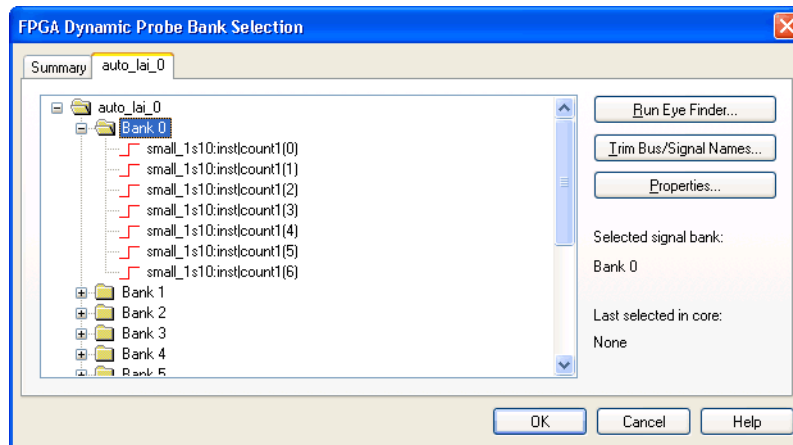 FPGA Dynamic Probe Bank Selection
Summary
auto_lai_0
auto_lai_0
Bank 0
small_1s10:inst|count1(0)
small_1s10:inst|count1(1)
small_1s10:inst|count1(2)
small_1s10:inst|count1(3)
small_1s10:inst|count1(4)
small_1s10:inst|count1(5)
small_1s10:inst|count1(6)
Bank 1
Bank 2
Bank 3
Bank 4
Bank 5
Run Eye Finder...
Trim Bus/Signal Names...
Properties...
Selected signal bank:
Bank 0
Last selected in core:
None
OK
Cancel
Help